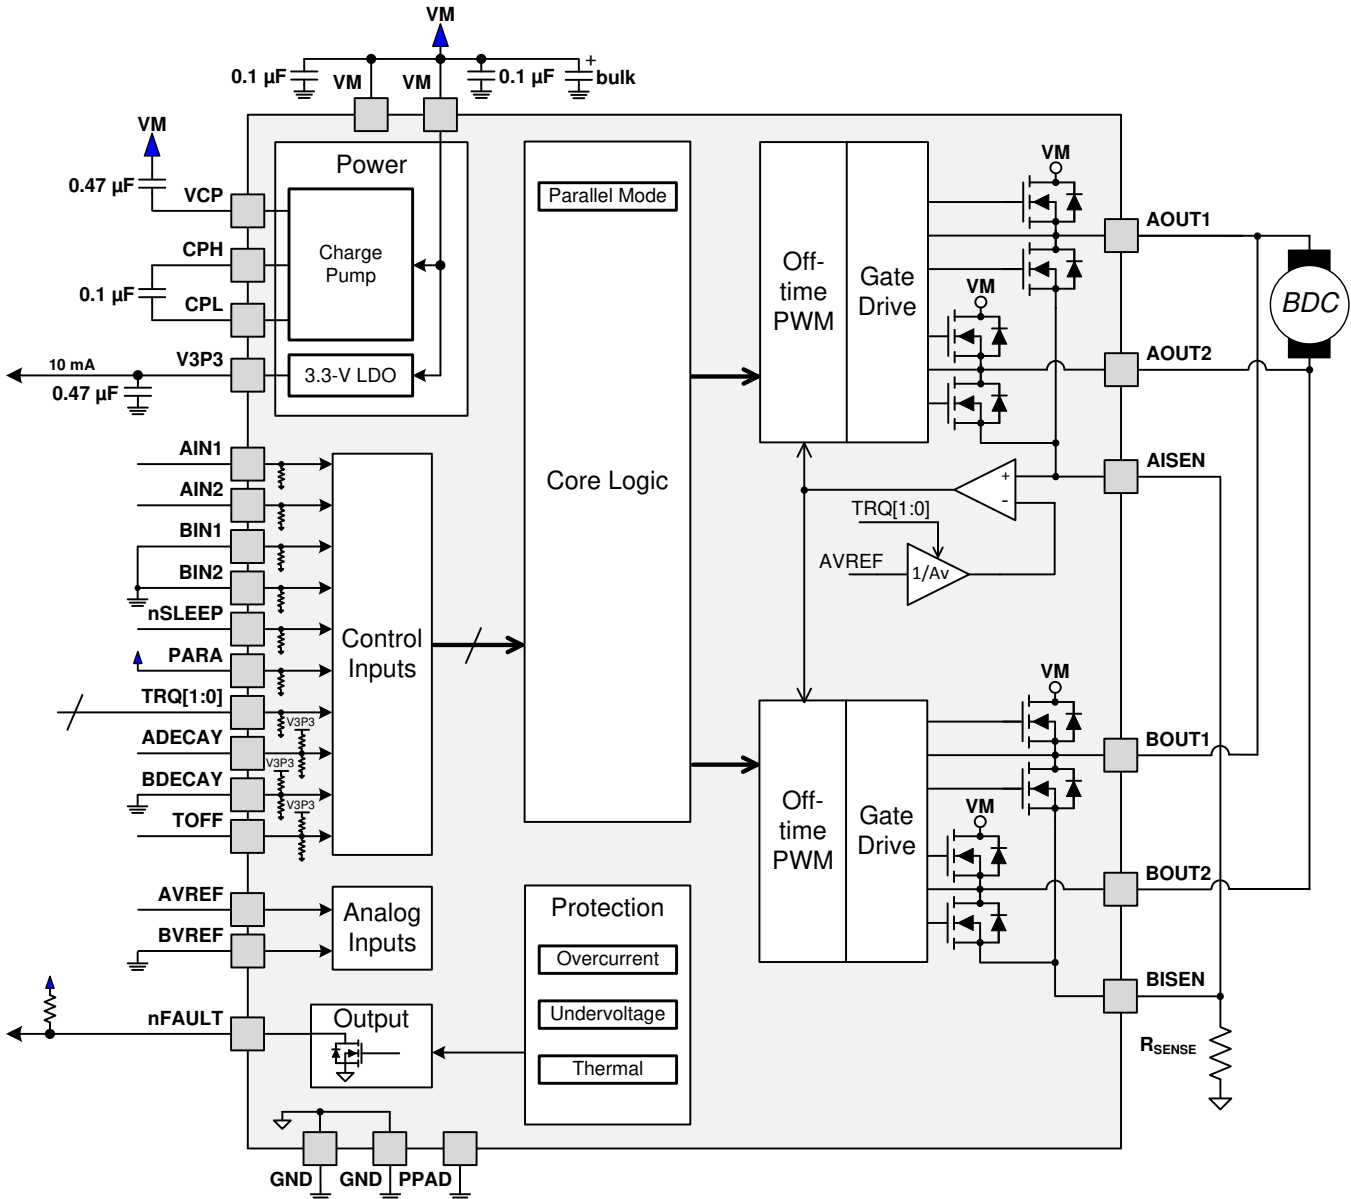 VM
0.1 µF
VM
VM
0.1 µF
+
bulk
VM
0.47 µF
VCP
CPH
0.1 µF
CPL
10 mA
V3P3
0.47 µF
Power
Charge
Pump
3.3-V LDO
AIN1
AIN2
BIN1
BIN2
nSLEEP
PARA
TRQ[1:0]
ADECAY
BDECAY
TOFF
V3P3
V3P3
V3P3
Control
Inputs
AVREF
BVREF
Analog
Inputs
nFAULT
Output
GND
GND
PPAD
Parallel Mode
Core Logic
Protection
Overcurrent
Undervoltage
Thermal
Off-
time
PWM
Gate
Drive
VM
VM
AOUT1
BDC
AOUT2
AISEN
+
-
TRQ[1:0]
AVREF
1/Av
Off-
time
PWM
Gate
Drive
VM
VM
BOUT1
BOUT2
BISEN
RSENSE